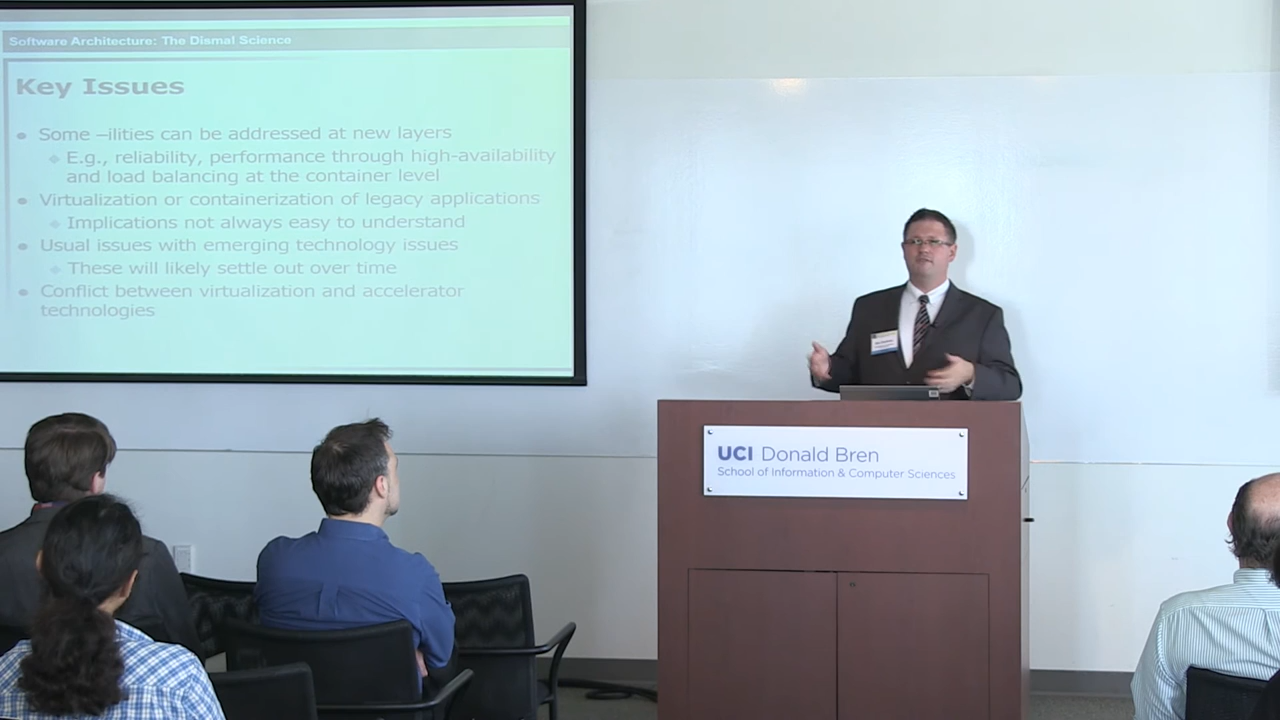 Software Architecture: The Dismal Science
Key Issues
Some –ilities can be addressed at new layers
E.g., reliability, performance through high-availability
and load balancing at the container level
Virtualization or containerization of legacy applications
Implications not always easy to understand
Usual issues with emerging technology issues
These will likely settle out over time
Conflict between virtualization and accelerator
technologies
UCI Donald Bren
School of Information & Computer Sciences